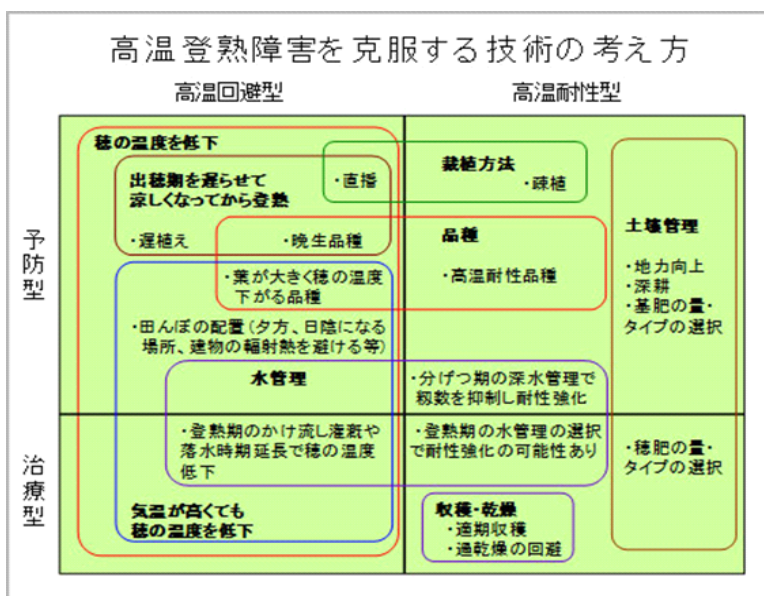 高温登熟障害を克服する技術の考え方
高温回避型
高温耐性型
予防型
穂の温度を低下
出穂期を遅らせて
涼しくなってから登熟
・直播
・遅植え
・晩生品種
栽植方法
・疎植
・葉が大きく穂の温度
下がる品種
品種
・高温耐性品種
土壌管理
・地力向上
・深耕
・基肥の量・
タイプの選択
・田んぼの配置(夕方、日陰になる
場所、建物の輻射熱を避ける等)
水管理
・分げつ期の深水管理で
籾数を抑制し耐性強化
治療型
・登熟期のかけ流し灌漑や
落水時期延長で穂の温度
低下
・登熟期の水管理の選択
で耐性強化の可能性あり
・穂肥の量・
タイプの選択
気温が高くても
穂の温度を低下
収穫・乾燥
・適期収穫
・過乾燥の回避